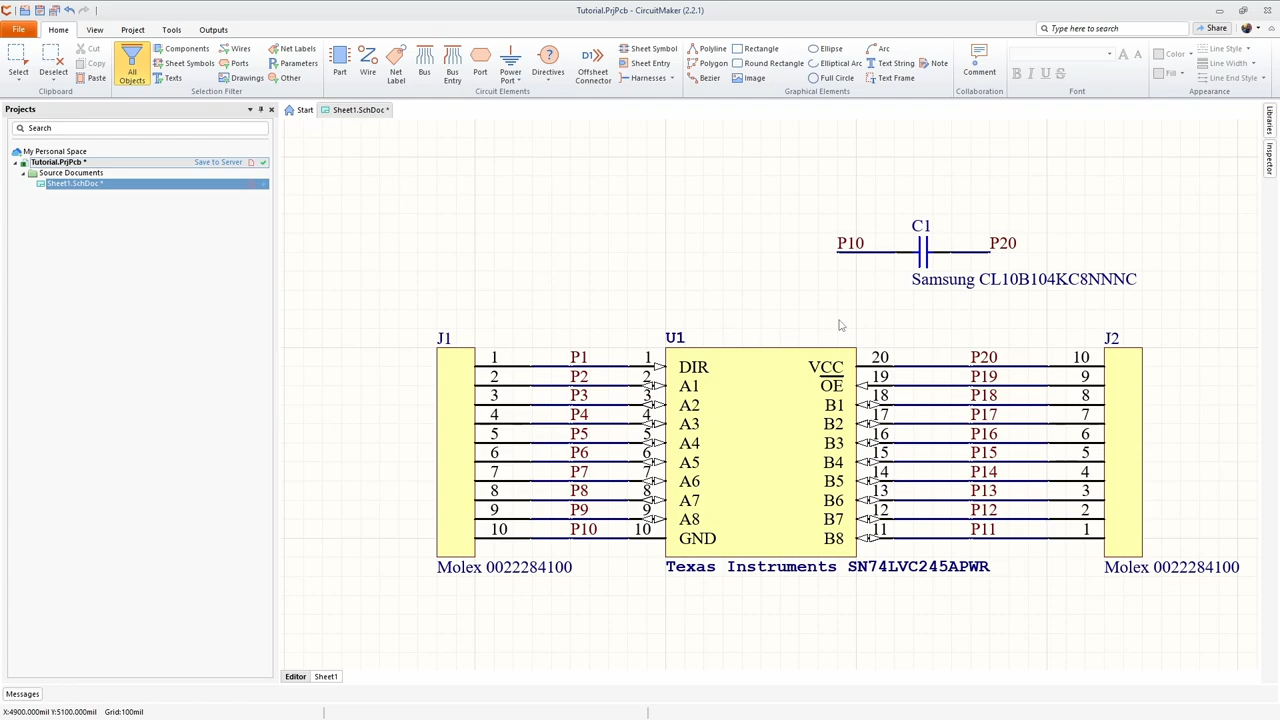 Tutorial.PrjPcb - CircuitMaker (2.2.1)
File Home View Project Tools Outputs
Type here to search
Share
Select Deselect Cut Copy Paste
Clipboard
All Objects Components Wires Net Labels
Sheet Symbols Ports Parameters
Texts Drawings Other
Selection Filter
Part Wire Net Label Bus Bus Entry Port Power Port Directives Offsheet Connector
Sheet Symbol
Sheet Entry
Harnesses
Circuit Elements
Polyline Rectangle Ellipse Arc
Polygon Round Rectangle Elliptical Arc Text String Note
Bezier Image Full Circle Text Frame
Graphical Elements
Comment
Collaboration
A A
B I U S
Font
Color Line Style
Line Width
Fill Line End Style
Appearance
Projects
Search
My Personal Space
Tutorial.PrjPcb * Save to Server
Source Documents
Sheet1.SchDoc *
Start Sheet1.SchDoc *
Libraries
Inspector
C1
P10 P20
Samsung CL10B104KC8NNNC
J1 U1 J2
1 P1 1 DIR VCC 20 P20 10
2 P2 2 A1 OE 19 P19 9
3 P3 3 A2 B1 18 P18 8
4 P4 4 A3 B2 17 P17 7
5 P5 5 A4 B3 16 P16 6
6 P6 6 A5 B4 15 P15 5
7 P7 7 A6 B5 14 P14 4
8 P8 8 A7 B6 13 P13 3
9 P9 9 A8 B7 12 P12 2
10 P10 10 GND B8 11 P11 1
Molex 0022284100 Texas Instruments SN74LVC245APWR Molex 0022284100
Editor Sheet1
Messages
X:4900.000mil Y:5100.000mil Grid:100mil